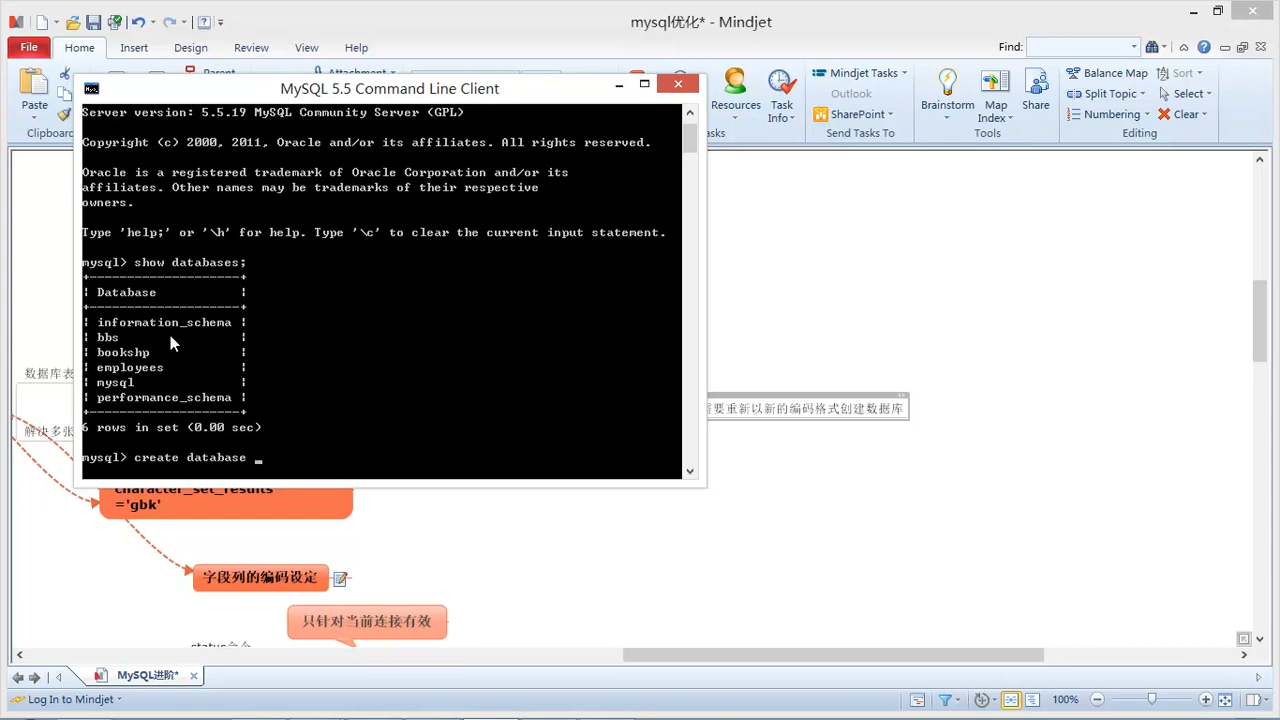 mysql优化* - Mindjet
File
Home
Insert
Design
Review
View
Help
Find:
Paste
Clipboard
Resources
Task
Info
Mindjet Tasks
Outlook
SharePoint
Send Tasks To
Brainstorm
Map
Index
Share
Tools
Balance Map
Split Topic
Numbering
Sort
Select
Clear
Editing
MySQL 5.5 Command Line Client
Server version: 5.5.19 MySQL Community Server (GPL)
Copyright (c) 2000, 2011, Oracle and/or its affiliates. All rights reserved.
Oracle is a registered trademark of Oracle Corporation and/or its
affiliates. Other names may be trademarks of their respective
owners.
Type 'help;' or '\h' for help. Type '\c' to clear the current input statement.
mysql> show databases;
+--------------------+
| Database           |
+--------------------+
| information_schema |
| bbs                |
| bookshp            |
| employees          |
| mysql              |
| performance_schema |
+--------------------+
6 rows in set (0.00 sec)
mysql> create database _
数据库表
解决多张
需要重新以新的编码格式创建数据库
character_set_results
='gbk'
字段列的编码设定
只针对当前连接有效
status命令
MySQL进阶*
Log In to Mindjet
100%